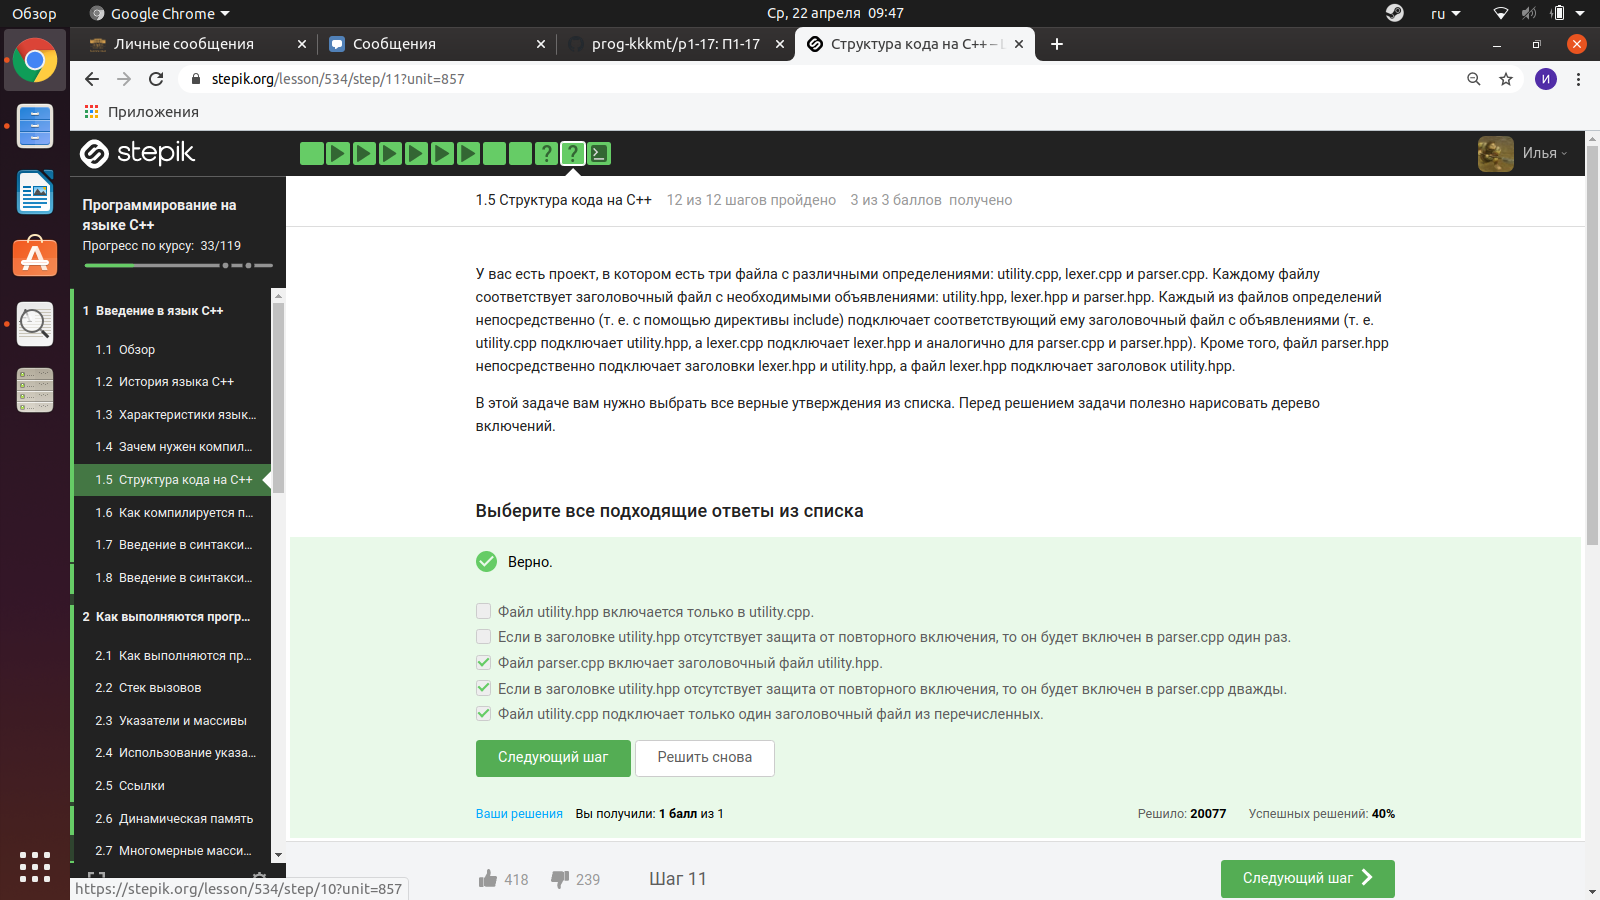 Обзор
Google Chrome
Ср, 22 апреля 09:47
ru
Личные сообщения
Сообщения
prog-kkkmt/p1-17: П1-17
Структура кода на C++ –
stepik.org/lesson/534/step/11?unit=857
И
Приложения
stepik
? ?
Илья
Программирование на
языке C++
Прогресс по курсу: 33/119
1 Введение в язык C++
1.1 Обзор
1.2 История языка C++
1.3 Характеристики язык...
1.4 Зачем нужен компил...
1.5 Структура кода на C++
1.6 Как компилируется п...
1.7 Введение в синтакси...
1.8 Введение в синтакси...
2 Как выполняются прогр...
2.1 Как выполняются пр...
2.2 Стек вызовов
2.3 Указатели и массивы
2.4 Использование указа...
2.5 Ссылки
2.6 Динамическая память
2.7 Многомерные масси...
https://stepik.org/lesson/534/step/10?unit=857
1.5 Структура кода на C++ 12 из 12 шагов пройдено 3 из 3 баллов получено
У вас есть проект, в котором есть три файла с различными определениями: utility.cpp, lexer.cpp и parser.cpp. Каждому файлу
соответствует заголовочный файл с необходимыми объявлениями: utility.hpp, lexer.hpp и parser.hpp. Каждый из файлов определений
непосредственно (т. е. с помощью директивы include) подключает соответствующий ему заголовочный файл с объявлениями (т. е.
utility.cpp подключает utility.hpp, а lexer.cpp подключает lexer.hpp и аналогично для parser.cpp и parser.hpp). Кроме того, файл parser.hpp
непосредственно подключает заголовки lexer.hpp и utility.hpp, а файл lexer.hpp подключает заголовок utility.hpp.
В этой задаче вам нужно выбрать все верные утверждения из списка. Перед решением задачи полезно нарисовать дерево
включений.
Выберите все подходящие ответы из списка
Верно.
Файл utility.hpp включается только в utility.cpp.
Если в заголовке utility.hpp отсутствует защита от повторного включения, то он будет включен в parser.cpp один раз.
Файл parser.cpp включает заголовочный файл utility.hpp.
Если в заголовке utility.hpp отсутствует защита от повторного включения, то он будет включен в parser.cpp дважды.
Файл utility.cpp подключает только один заголовочный файл из перечисленных.
Следующий шаг
Решить снова
Ваши решения Вы получили: 1 балл из 1
Решило: 20077 Успешных решений: 40%
418 239 Шаг 11
Следующий шаг